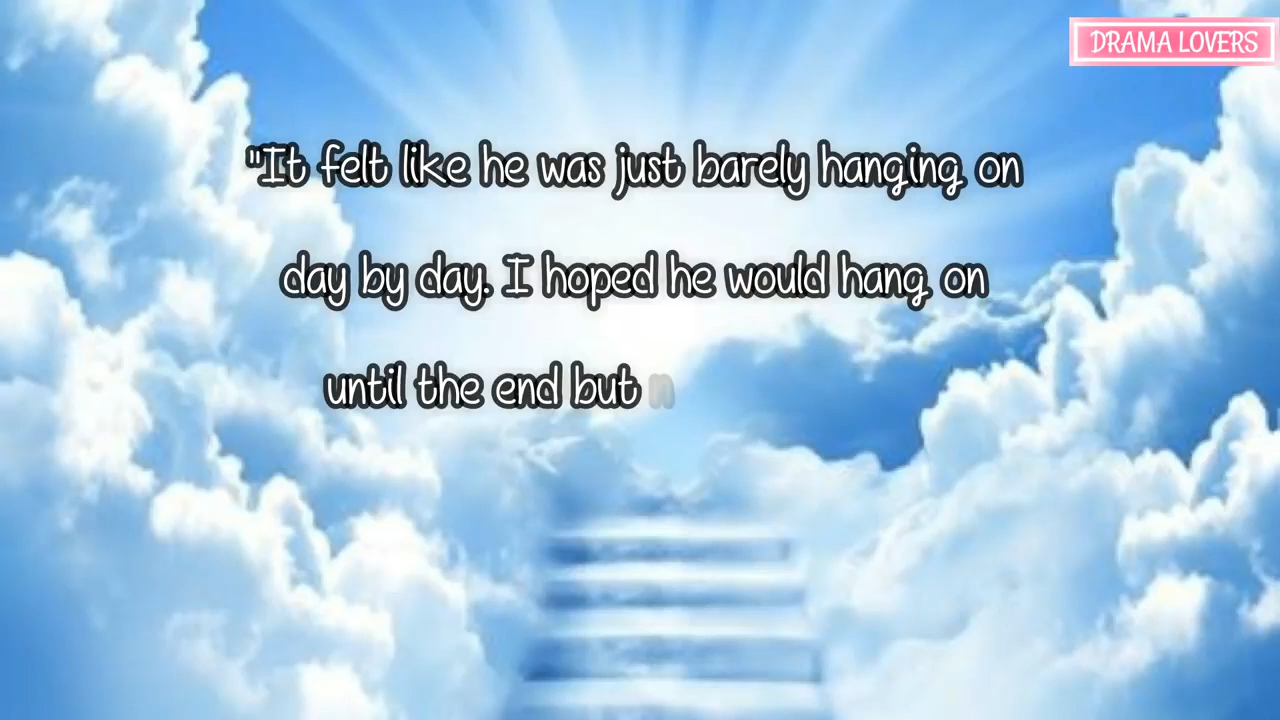 DRAMA LOVERS
"It felt like he was just barely hanging on
day by day. I hoped he would hang on
until the end but n